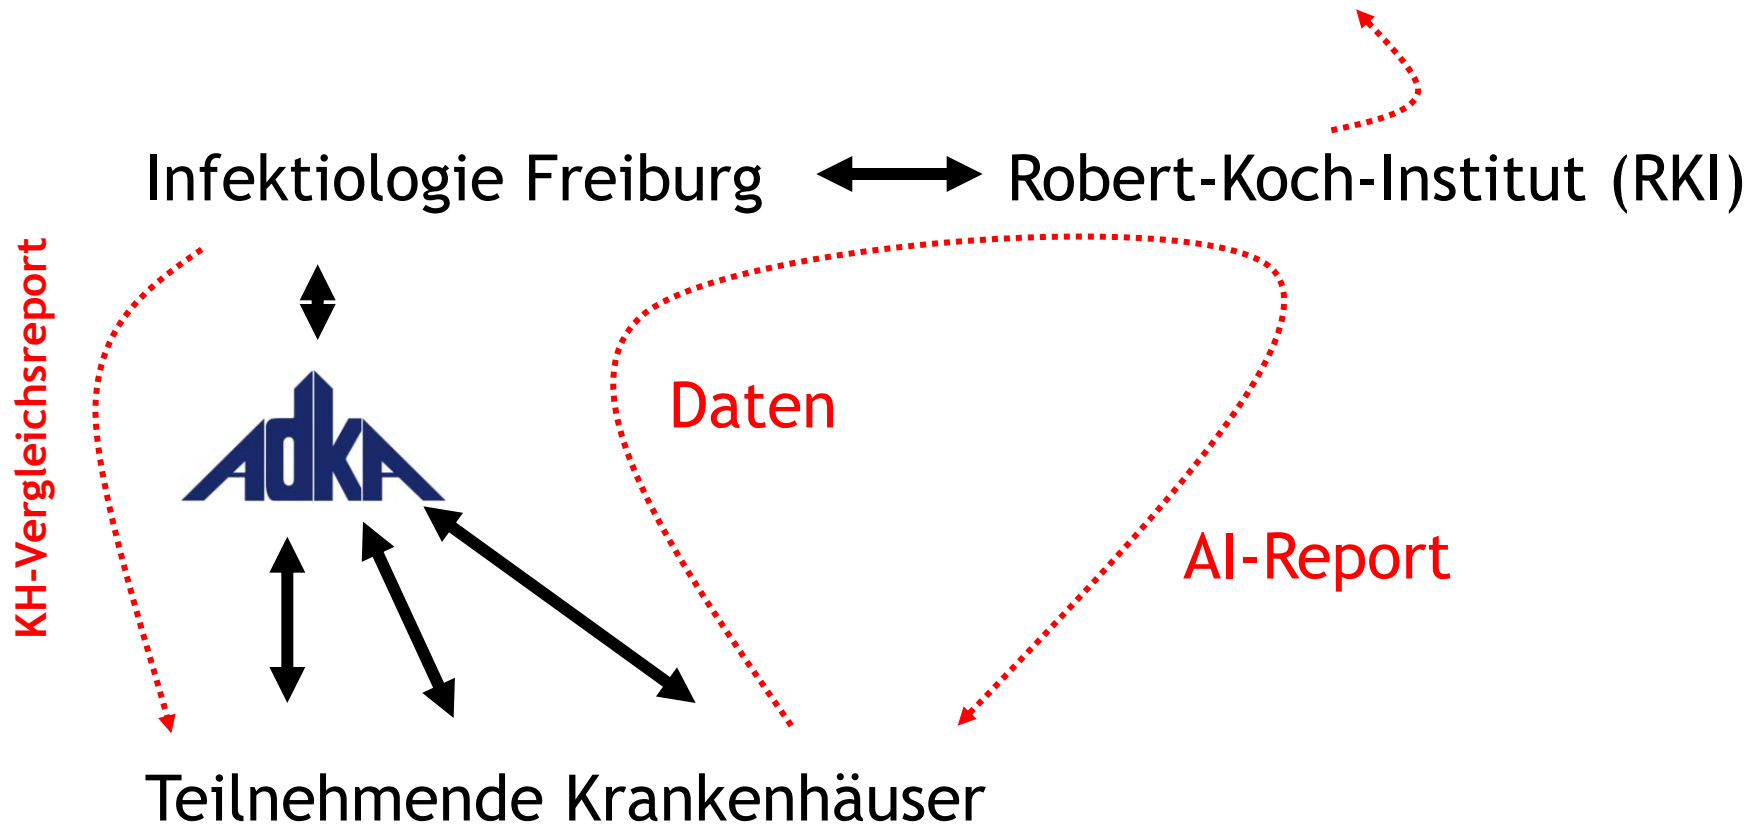 Infektiologie Freiburg
Robert-Koch-Institut (RKI)
KH-Vergleichsreport
AdkA
Daten
AI-Report
Teilnehmende Krankenhäuser